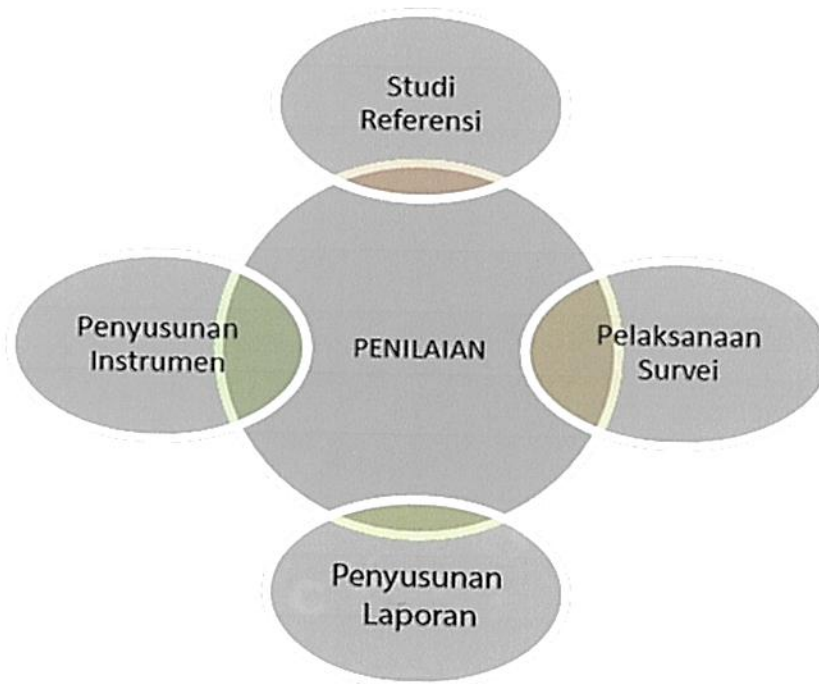 Studi
Referensi
Penyusunan
Instrumen
PENILAIAN
Pelaksanaan
Survei
Penyusunan
Laporan